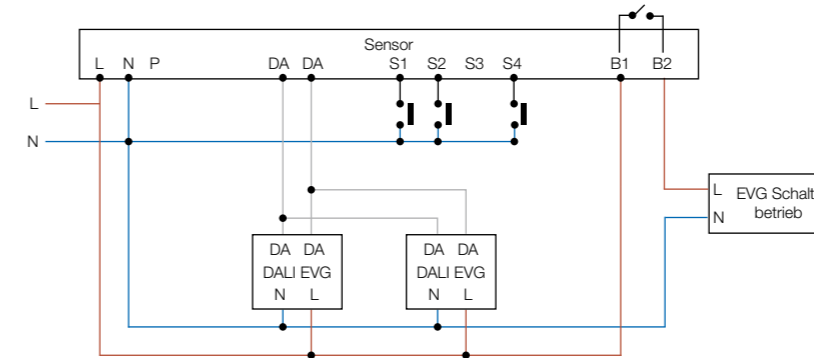 Sensor
L N P DA DA S1 S2 S3 S4 B1 B2
L
N
L EVG Schalt
N betrieb
DA DA DA DA
DALI EVG DALI EVG
N L N L